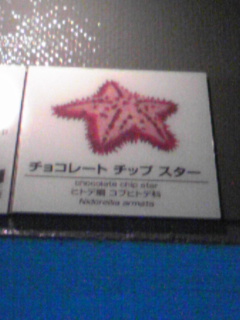 チョコレート チップ スター
chocolate chip star
ヒトデ綱 コブヒトデ科
Nidorellia armata